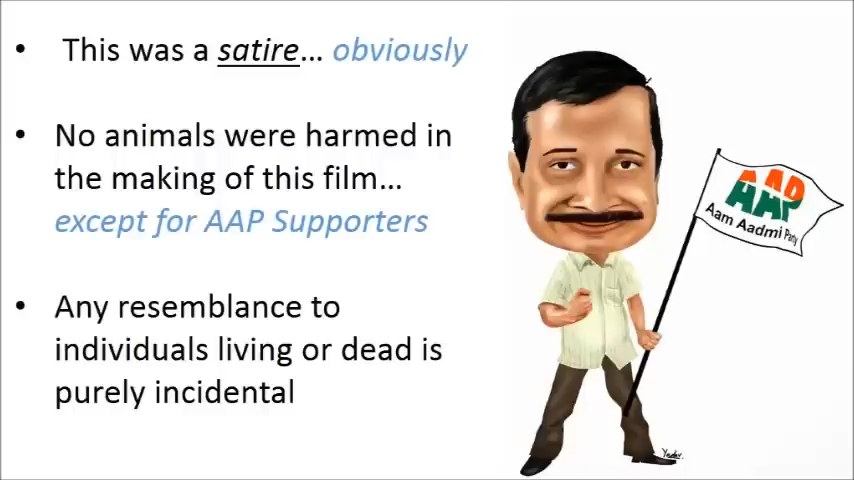 • This was a satire... obviously
• No animals were harmed in
the making of this film...
except for AAP Supporters
• Any resemblance to
individuals living or dead is
purely incidental
AAP
Aam Aadmi Party